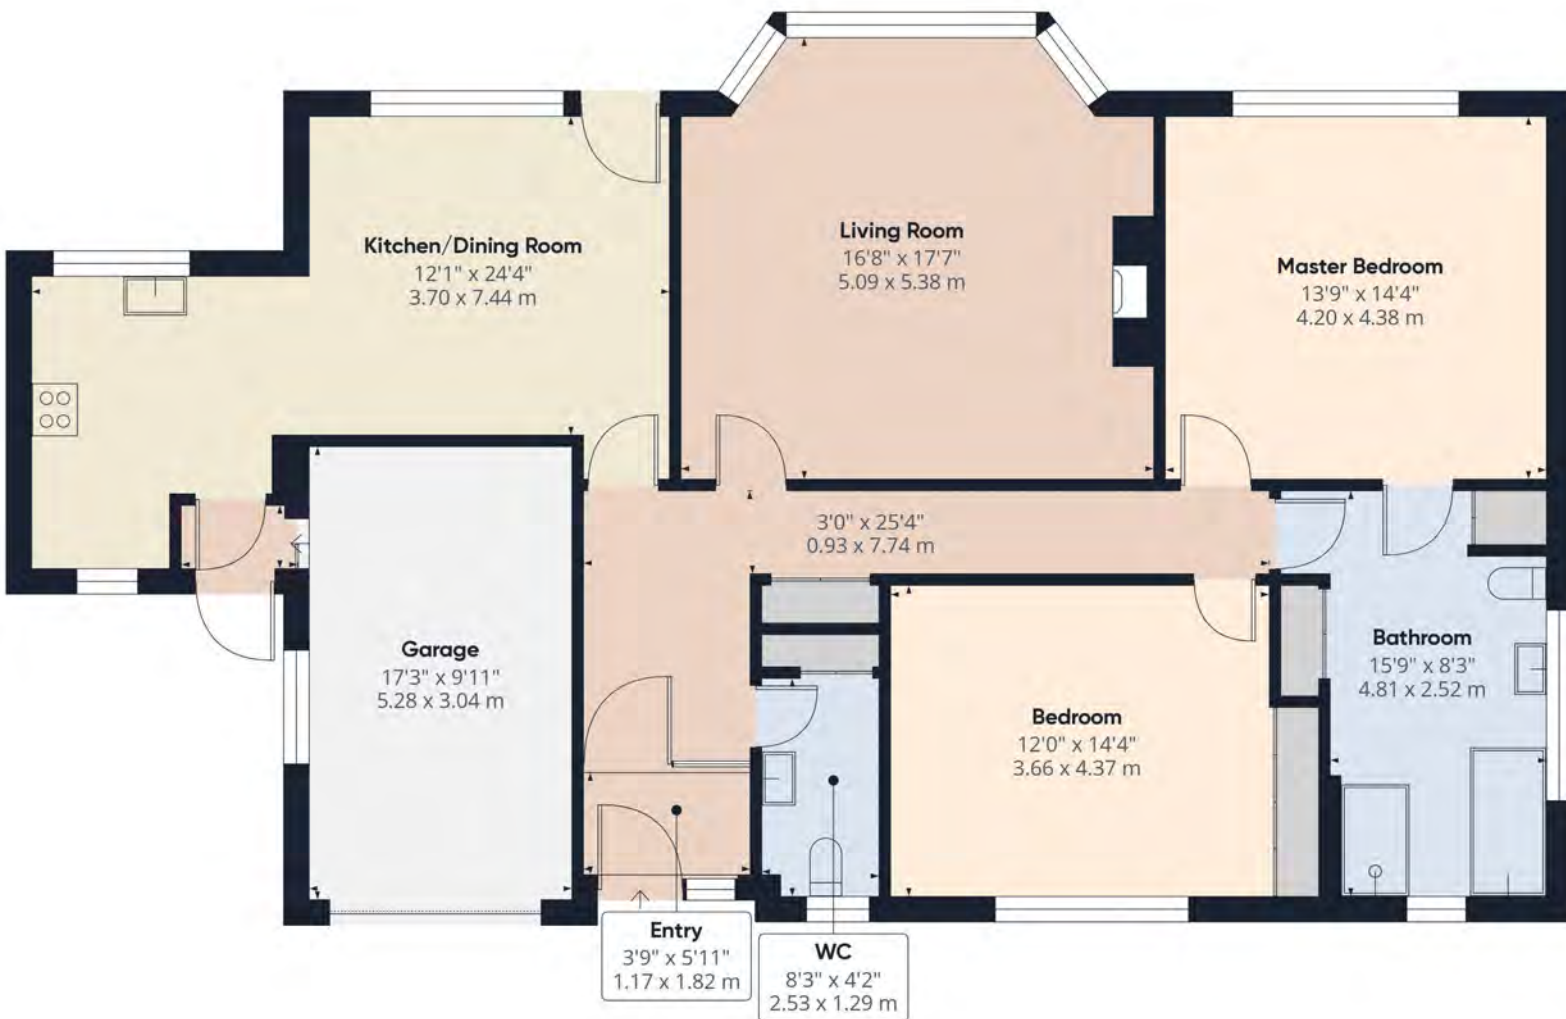 Kitchen/Dining Room
12'1" x 24'4"
3.70 x 7.44 m
Living Room
16'8" x 17'7"
5.09 x 5.38 m
Master Bedroom
13'9" x 14'4"
4.20 x 4.38 m
3'0" x 25'4"
0.93 x 7.74 m
Garage
17'3" x 9'11"
5.28 x 3.04 m
Bedroom
12'0" x 14'4"
3.66 x 4.37 m
Bathroom
15'9" x 8'3"
4.81 x 2.52 m
Entry
3'9" x 5'11"
1.17 x 1.82 m
WC
8'3" x 4'2"
2.53 x 1.29 m